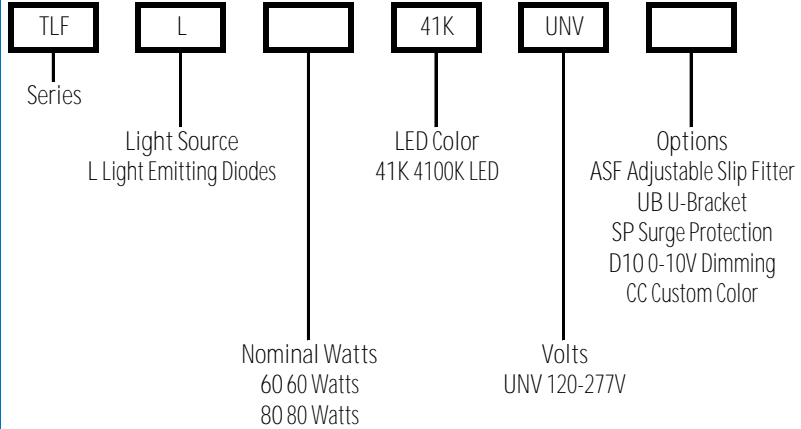 TLF L 41K UNV
Series
Light Source
L Light Emitting Diodes
LED Color
41K 4100K LED
Options
ASF Adjustable Slip Fitter
UB U-Bracket
SP Surge Protection
D10 0-10V Dimming
CC Custom Color
Nominal Watts
60 60 Watts
80 80 Watts
Volts
UNV 120-277V